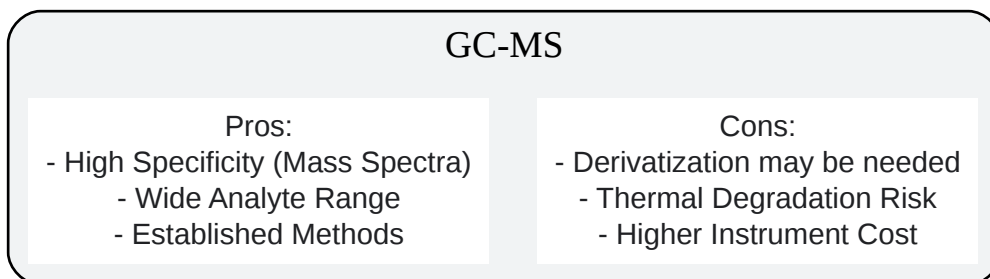 GC-MS
Pros:
- High Specificity (Mass Spectra)
- Wide Analyte Range
- Established Methods
Cons:
- Derivatization may be needed
- Thermal Degradation Risk
- Higher Instrument Cost